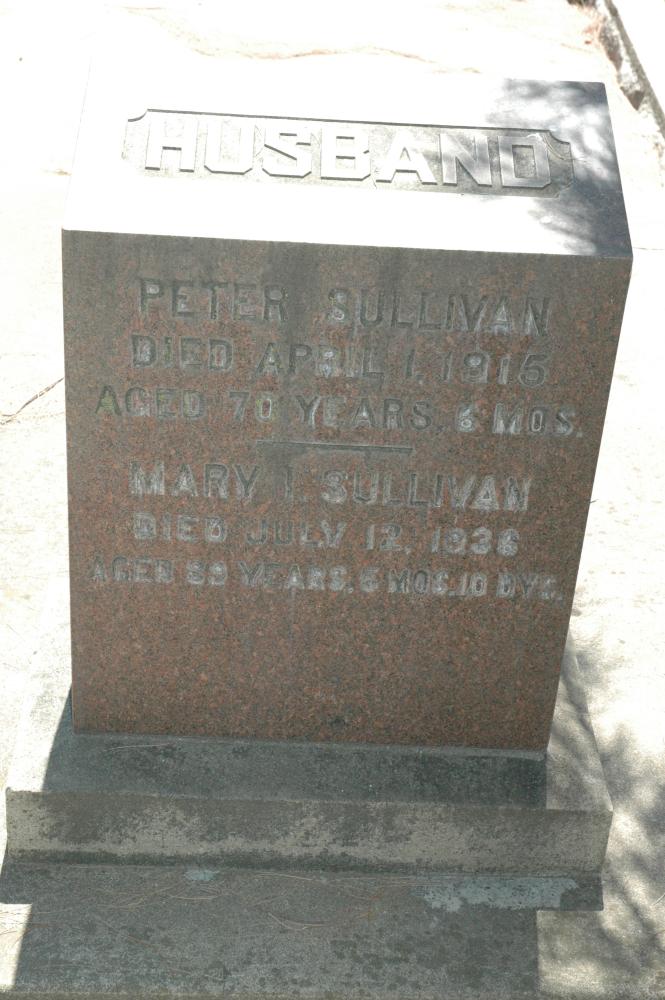 HUSBAND
PETER SULLIVAN
DIED APRIL 1, 1915
AGED 70 YEARS, 6 MOS.
MARY I. SULLIVAN
DIED JULY 12, 1936
AGED 89 YEARS, 5 MOS. 10 DYS.